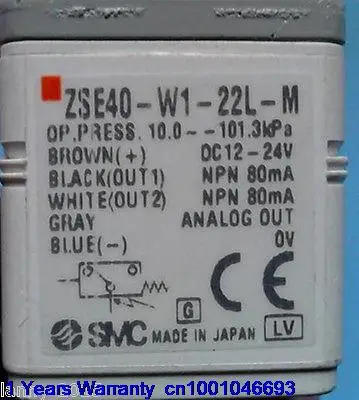 ZSE40-W1-22L-M
OP.PRESS. 10.0~-101.3kPa
BROWN(+) DC12-24V
BLACK(OUT1) NPN 80mA
WHITE(OUT2) NPN 80mA
GRAY ANALOG OUT
BLUE(-) 0V
G
CE
SMC MADE IN JAPAN LV
1 Years Warranty cn1001046693